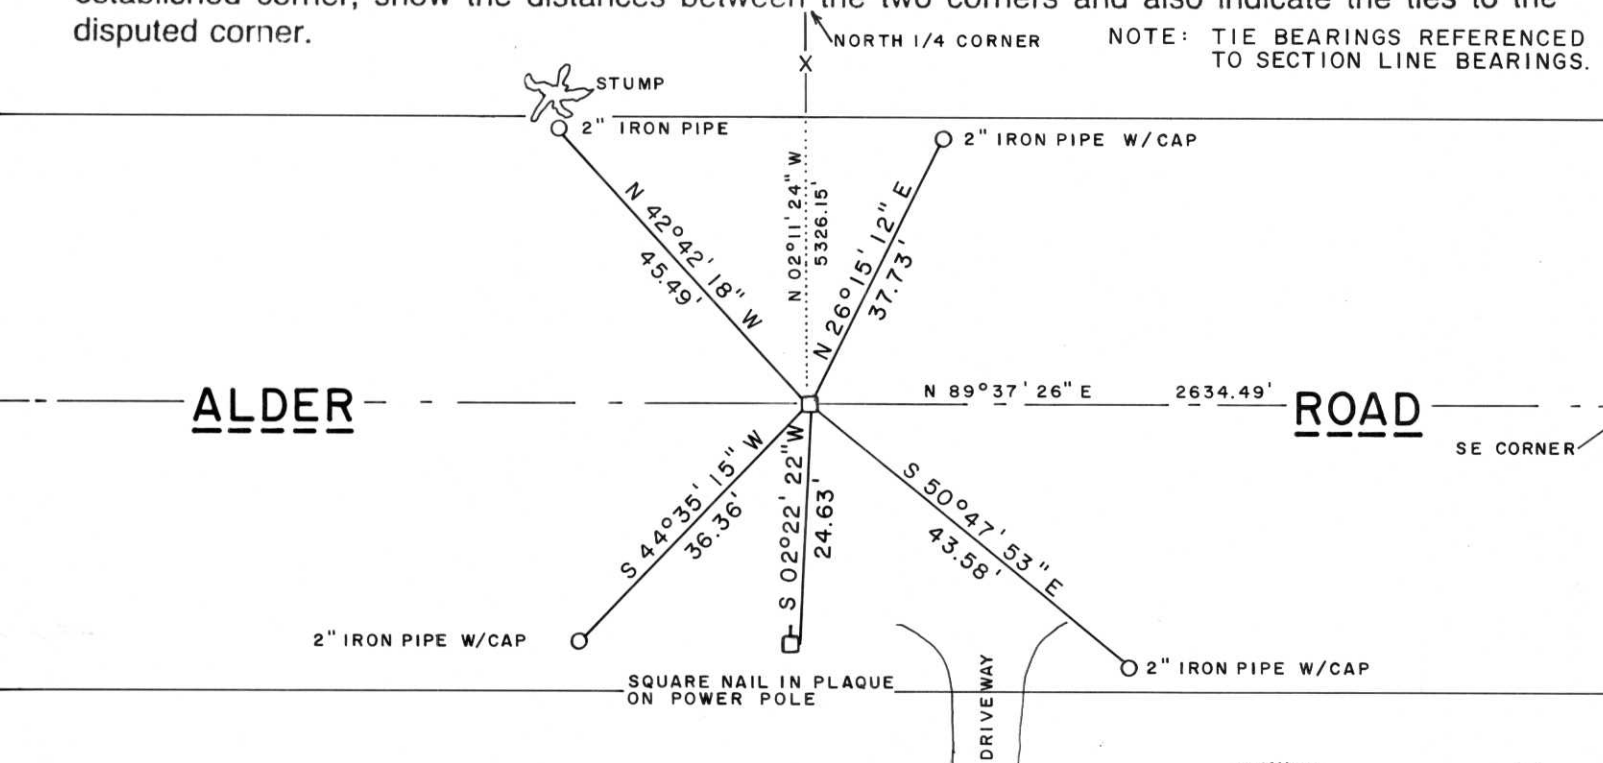 established corner, show the distances between the two corners and also indicate the ties to the
disputed corner.
NORTH 1/4 CORNER
NOTE: TIE BEARINGS REFERENCED
TO SECTION LINE BEARINGS.
X
STUMP
2" IRON PIPE
2" IRON PIPE W/CAP
N 42°42'18" W
45.49'
N 02°11'24" W
5326.15'
N 26°15'12" E
37.73'
ALDER
N 89°37'26" E 2634.49'
ROAD
SE CORNER
S 44°35'15" W
36.36'
S 02°22'22" W
24.63'
S 50°47'53" E
43.58'
2" IRON PIPE W/CAP
2" IRON PIPE W/CAP
SQUARE NAIL IN PLAQUE
ON POWER POLE
DRIVEWAY